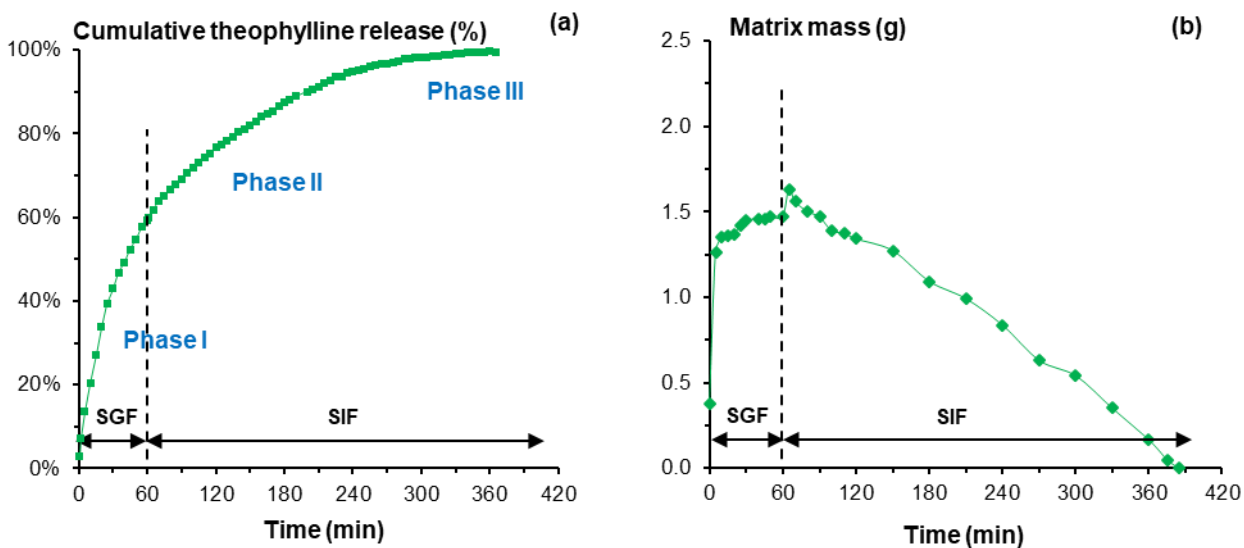 Cumulative theophylline release (%)
(a)
100%
80%
60%
40%
20%
0%
Phase I
Phase II
Phase III
SGF
SIF
0 60 120 180 240 300 360 420
Time (min)
Matrix mass (g)
(b)
2.5
2.0
1.5
1.0
0.5
0.0
SGF
SIF
0 60 120 180 240 300 360 420
Time (min)